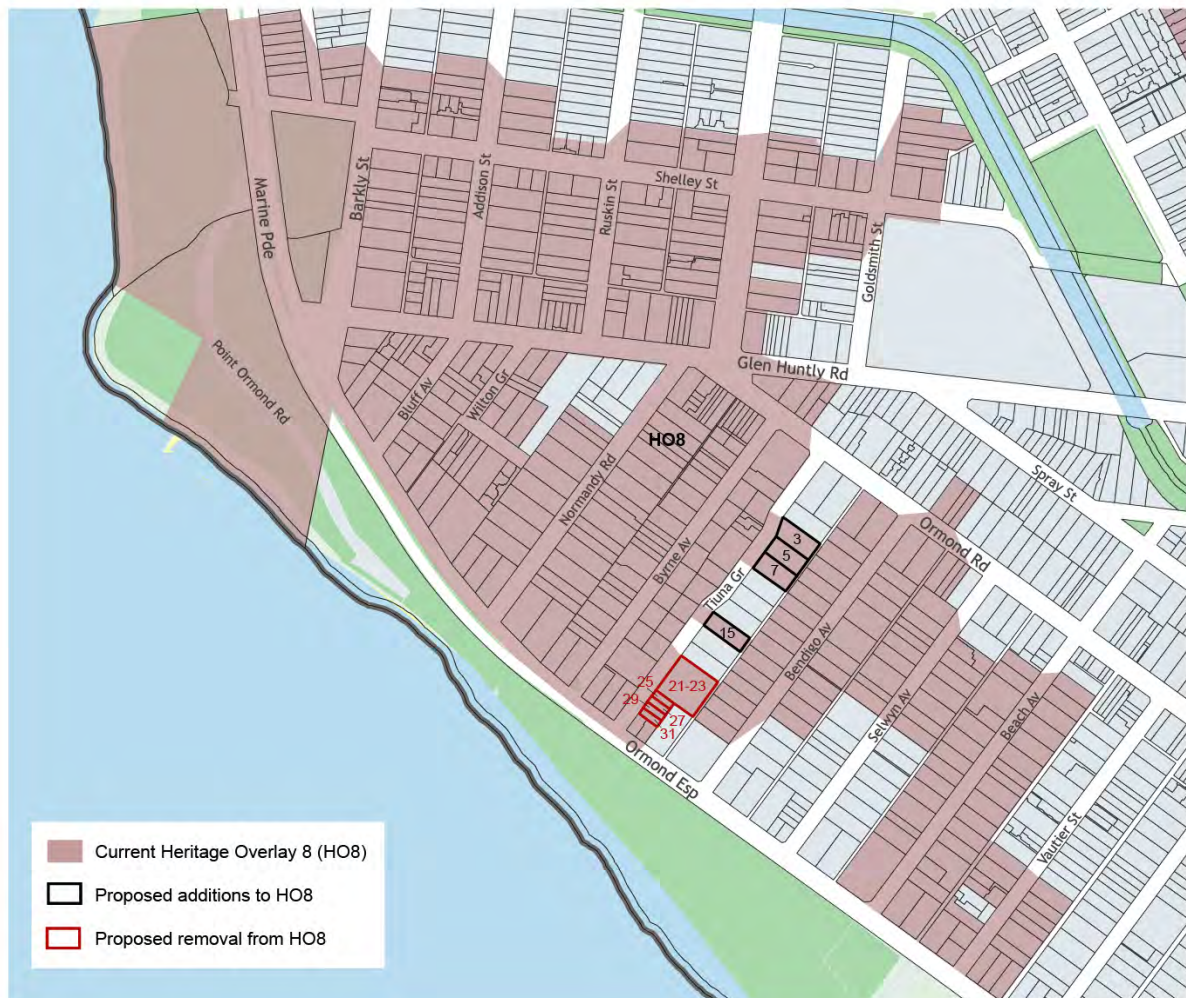 Marine Pde
Barkly St
Addison St
Ruskin St
Shelley St
Goldsmith St
Point Ormond Rd
Bluff Av
Wilton Gr
Glen Huntly Rd
HO8
Normandy Rd
Byrne Av
Spray St
Ormond Rd
3
5
7
Tiuna Gr
15
Bendigo Av
Selwyn Av
Beach Av
Vautier St
21-23
25
29
27
31
Ormond Esp
Current Heritage Overlay 8 (HO8)
Proposed additions to HO8
Proposed removal from HO8